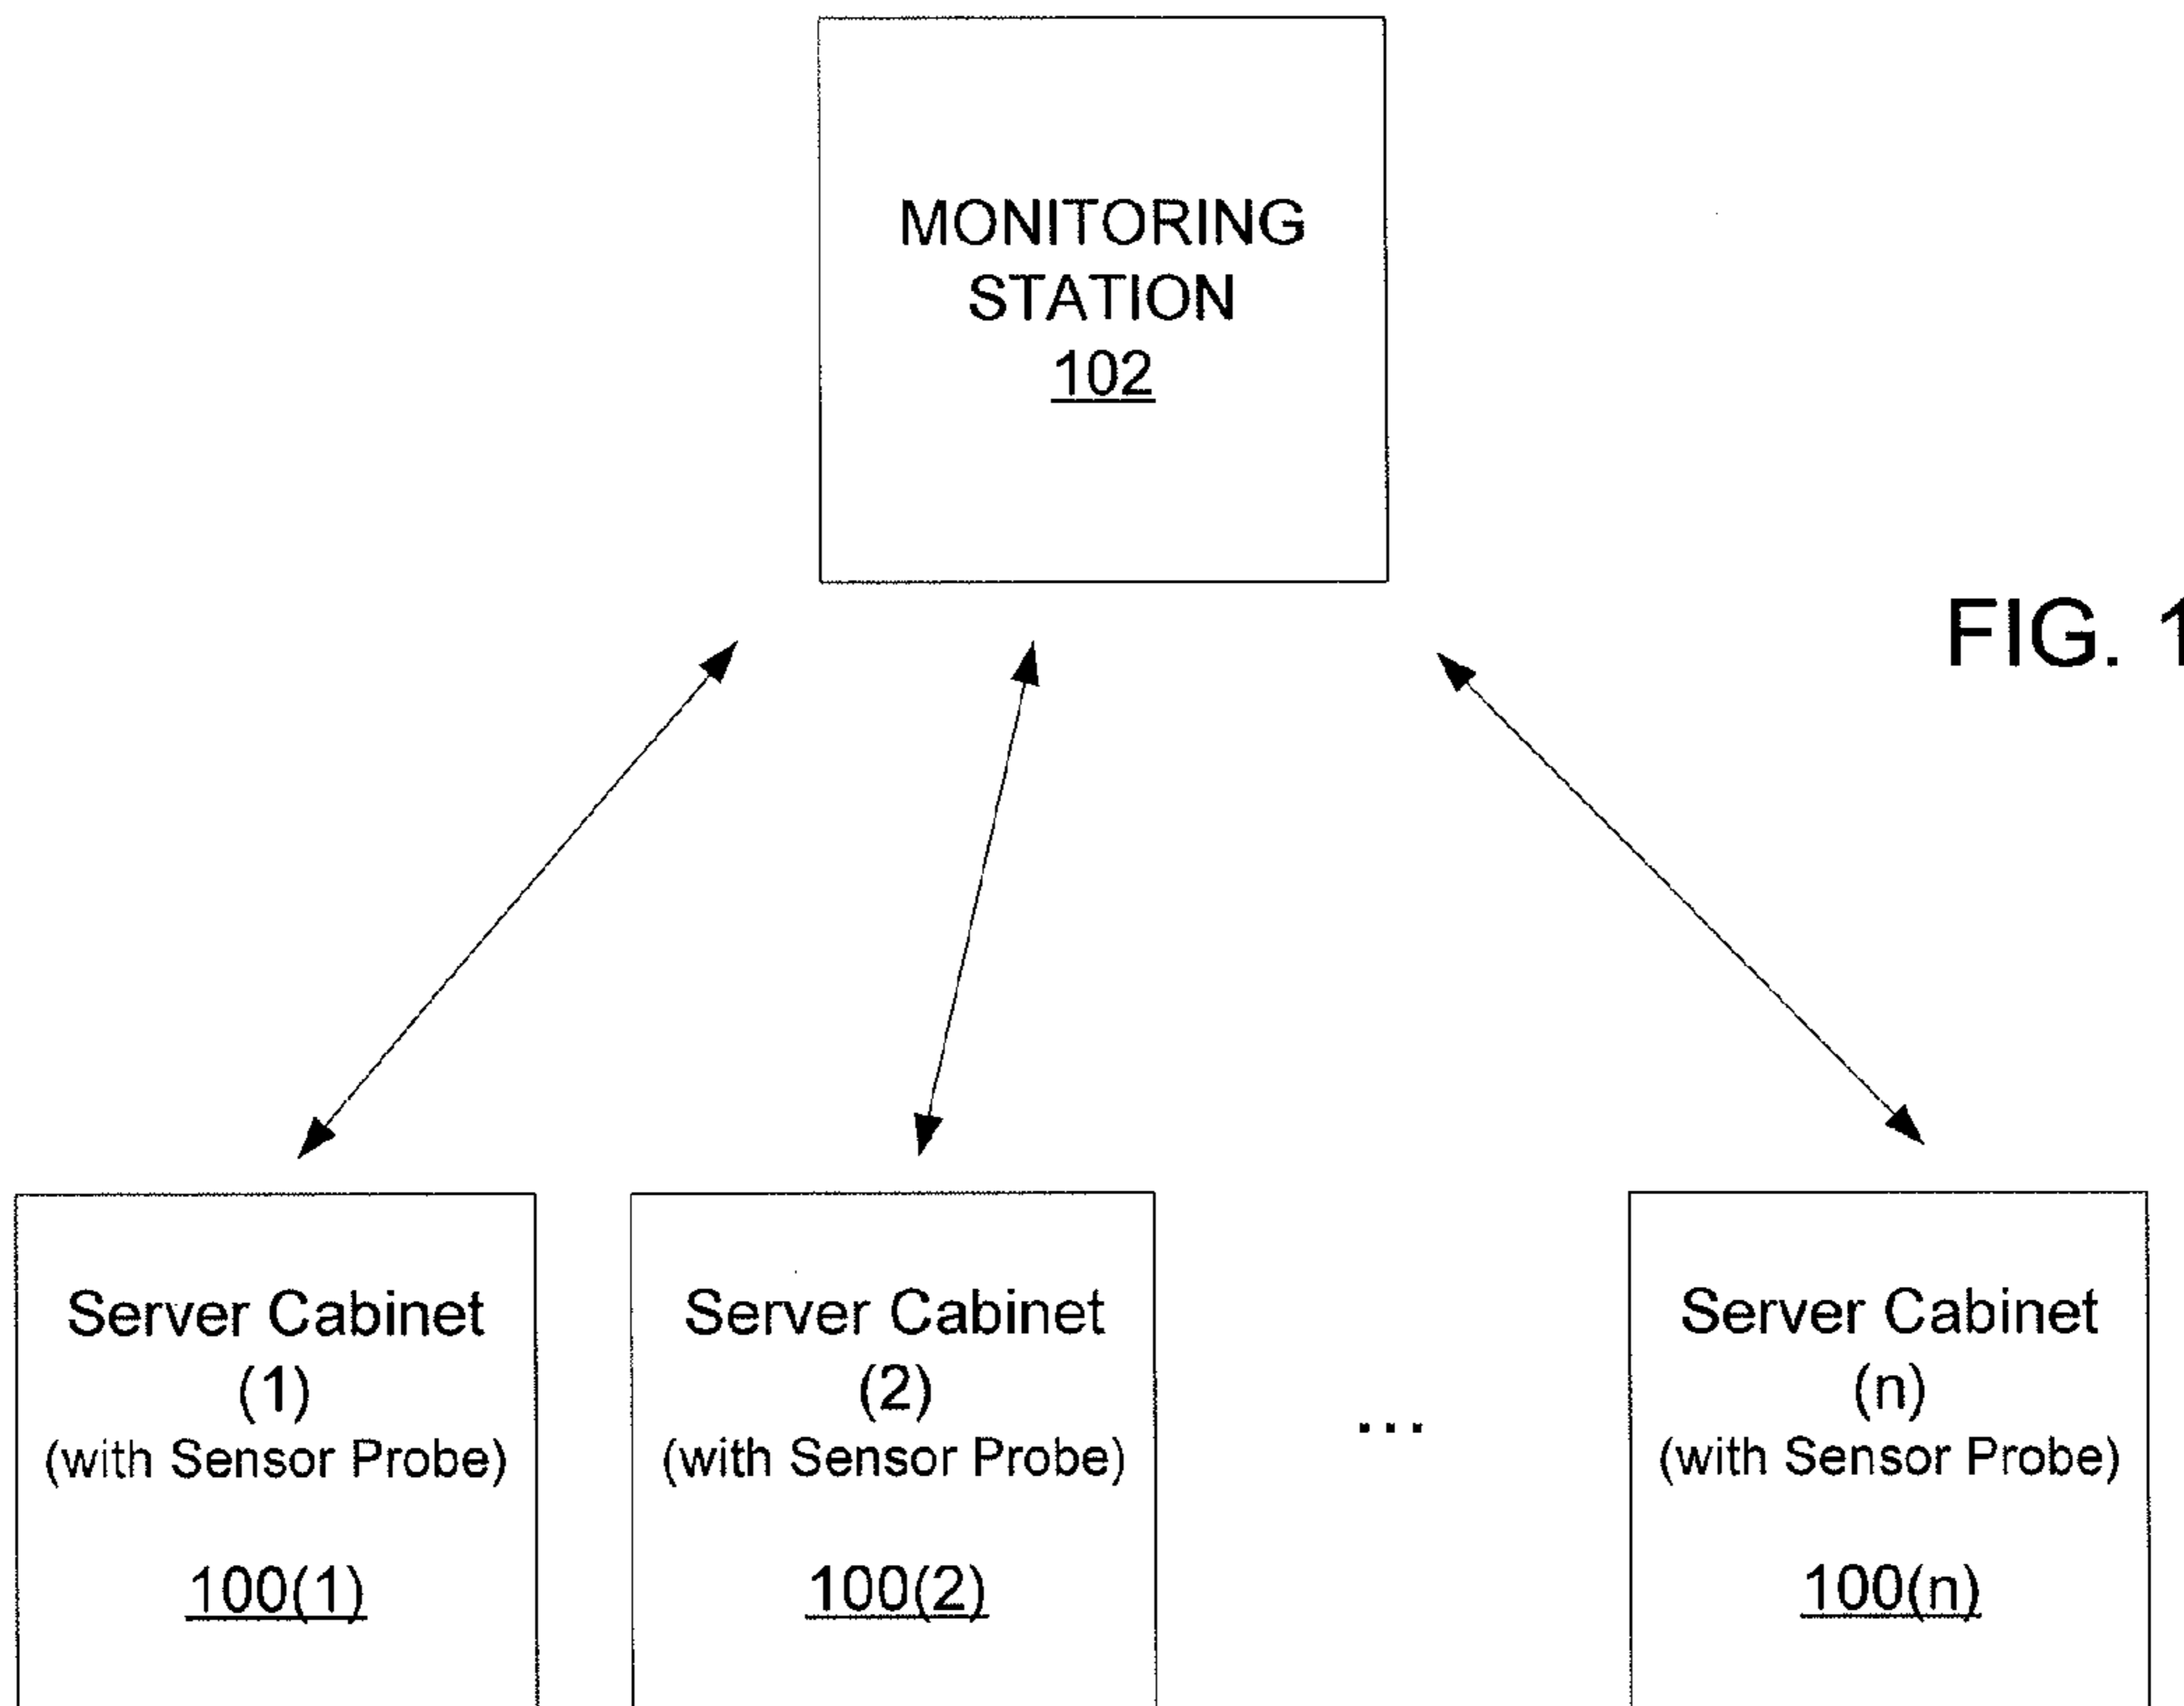 MONITORING
STATION
102
FIG. 1
Server Cabinet
(1)
(with Sensor Probe)
100(1)
Server Cabinet
(2)
(with Sensor Probe)
100(2)
...
Server Cabinet
(n)
(with Sensor Probe)
100(n)